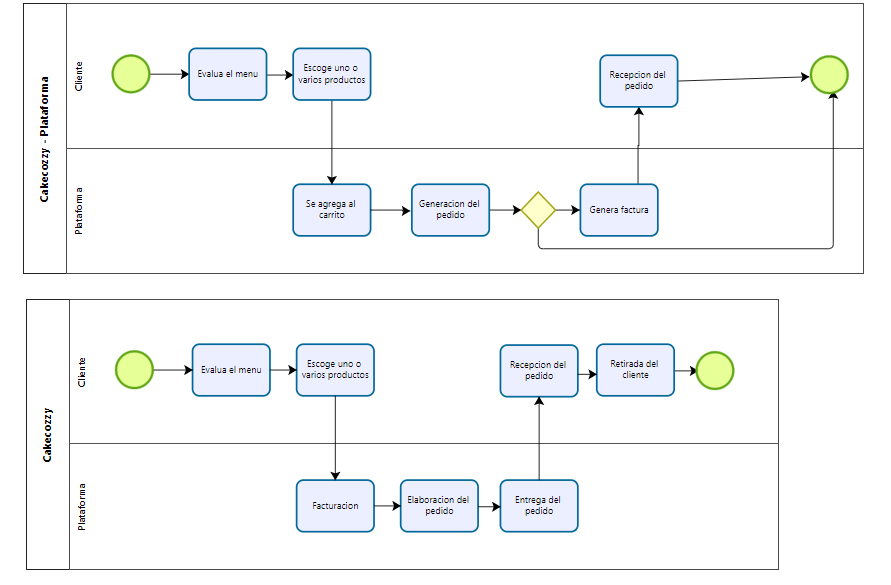 Cakecozzy - Plataforma
Cliente
Evalua el menu
Escoge uno o
varios productos
Recepcion del
pedido
Plataforma
Se agrega al
carrito
Generacion del
pedido
Genera factura
Cakecozzy
Cliente
Evalua el menu
Escoge uno o
varios productos
Recepcion del
pedido
Retirada del
cliente
Plataforma
Facturacion
Elaboracion del
pedido
Entrega del
pedido